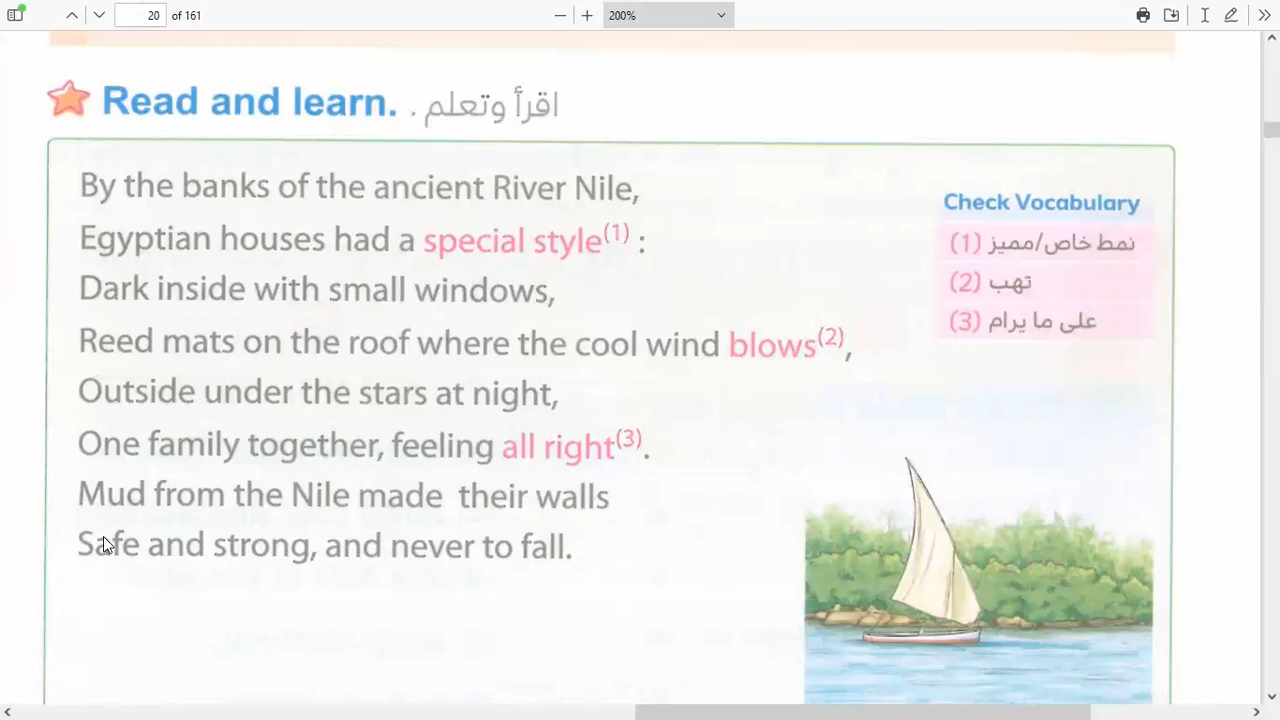 20 of 161
200%
Read and learn. اقرأ وتعلم .
By the banks of the ancient River Nile,
Egyptian houses had a special style(1) :
Dark inside with small windows,
Reed mats on the roof where the cool wind blows(2),
Outside under the stars at night,
One family together, feeling all right(3).
Mud from the Nile made their walls
Safe and strong, and never to fall.
Check Vocabulary
(1) نمط خاص/مميز
(2) تهب
(3) على ما يرام